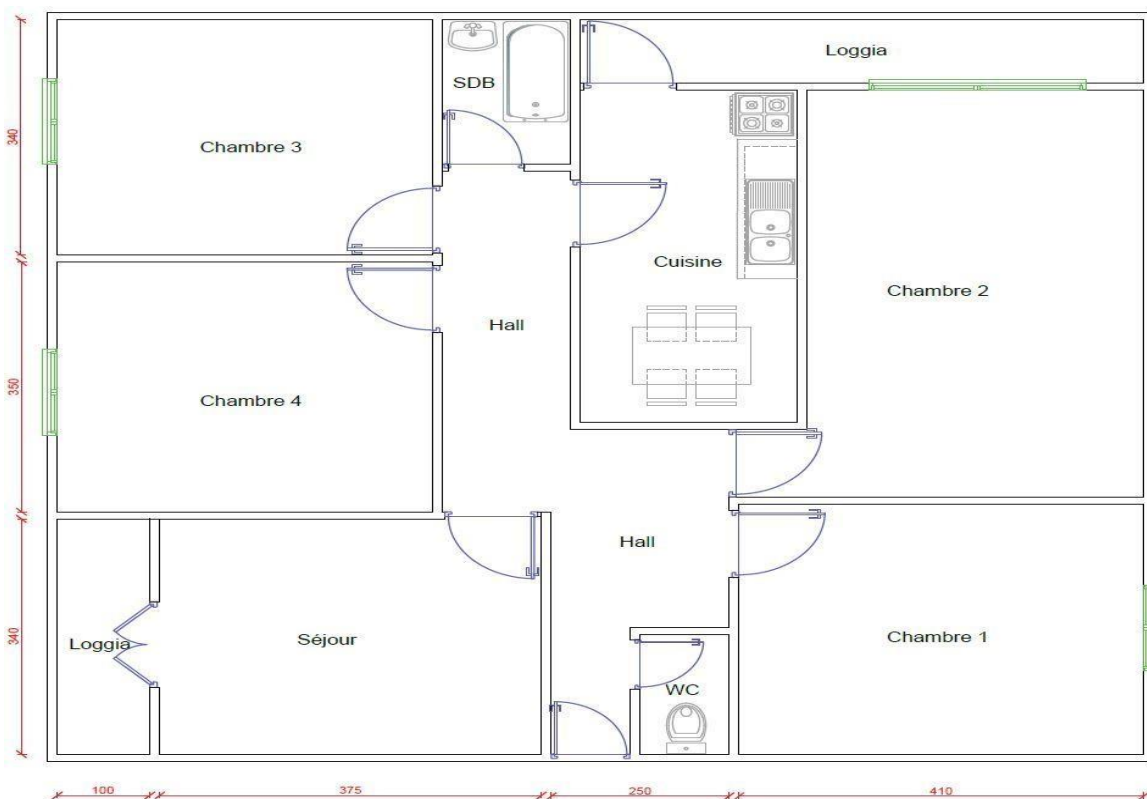 Loggia
SDB
340
Chambre 3
Cuisine
Chambre 2
Hall
350
Chambre 4
Hall
340
Loggia
Séjour
Chambre 1
WC
100
375
250
410